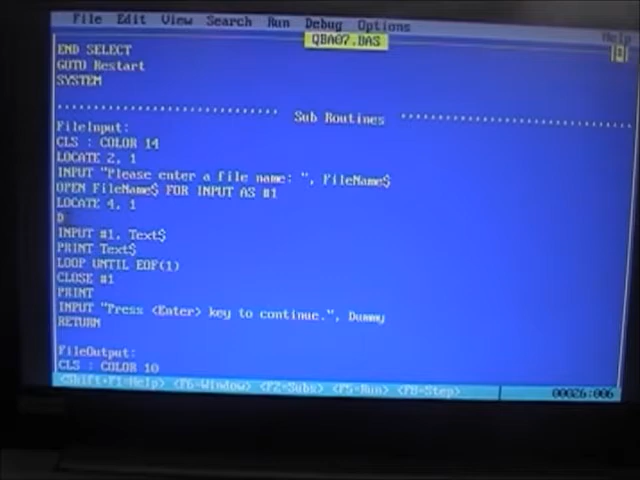 File Edit View Search Run Debug Options Help
QBA07.BAS
END SELECT
GOTO Restart
SYSTEM
'''''''''''''''''''''''''''' Sub Routines ''''''''''''''''''''''''''''
FileInput:
CLS : COLOR 14
LOCATE 2, 1
INPUT "Please enter a file name: ", FileName$
OPEN FileName$ FOR INPUT AS #1
LOCATE 4, 1
D
INPUT #1, Text$
PRINT Text$
LOOP UNTIL EOF(1)
CLOSE #1
PRINT
INPUT "Press <Enter> key to continue.", Dummy
RETURN
FileOutput:
CLS : COLOR 10
<Shift+F1=Help> <F6=Window> <F2=Subs> <F5=Run> <F8=Step> 00026:006